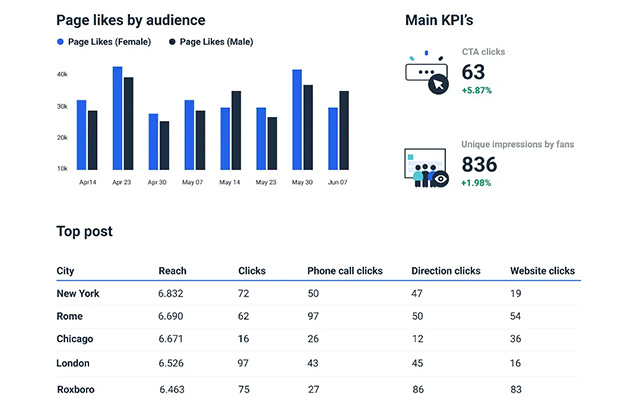 Page likes by audience
Page Likes (Female) Page Likes (Male)
40k
30k
20k
10k
Apr14 Apr 23 Apr 30 May 07 May 14 May 23 May 30 Jun 07
Main KPI's
CTA clicks
63
+5.87%
Unique impressions by fans
836
+1.98%
Top post
City Reach Clicks Phone call clicks Direction clicks Website clicks
New York 6.832 72 50 47 19
Rome 6.690 62 97 50 54
Chicago 6.671 16 26 12 36
London 6.526 97 43 45 16
Roxboro 6.463 75 27 86 83